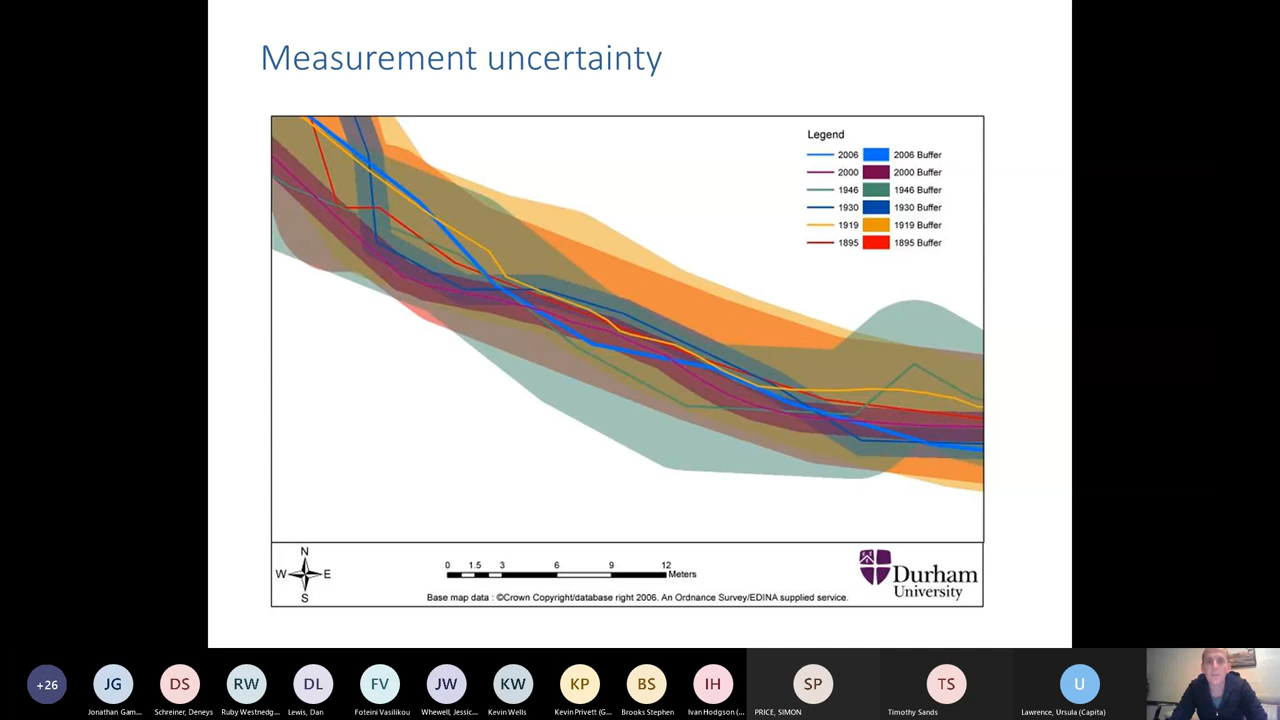 Measurement uncertainty
Legend
2006 2006 Buffer
2000 2000 Buffer
1946 1946 Buffer
1930 1930 Buffer
1919 1919 Buffer
1895 1895 Buffer
N
W E
S
0 1.5 3 6 9 12
Meters
Durham
University
Base map data : ©Crown Copyright/database right 2006. An Ordnance Survey/EDINA supplied service.
+26 JG DS RW DL FV JW KW KP BS IH SP TS U
Jonathan Gam... Schreiner, Deneys Ruby Westnedg... Lewis, Dan Foteini Vasilikou Whewell, Jessic... Kevin Wells Kevin Privett (G... Brooks Stephen Ivan Hodgson (... PRICE, SIMON Timothy Sands Lawrence, Ursula (Capita)